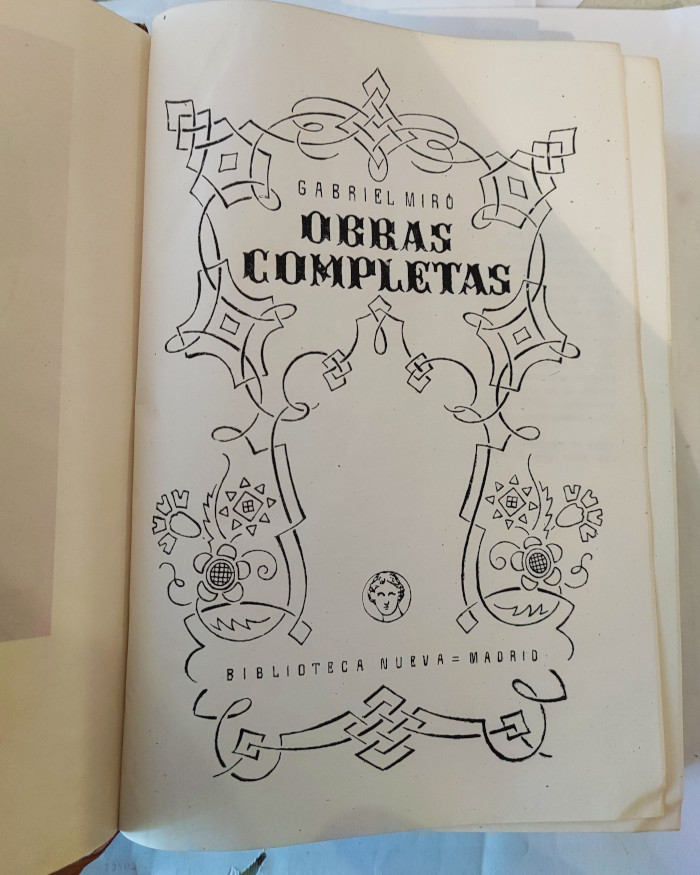 GABRIEL MIRÓ
OBRAS
COMPLETAS
BIBLIOTECA NUEVA = MADRID